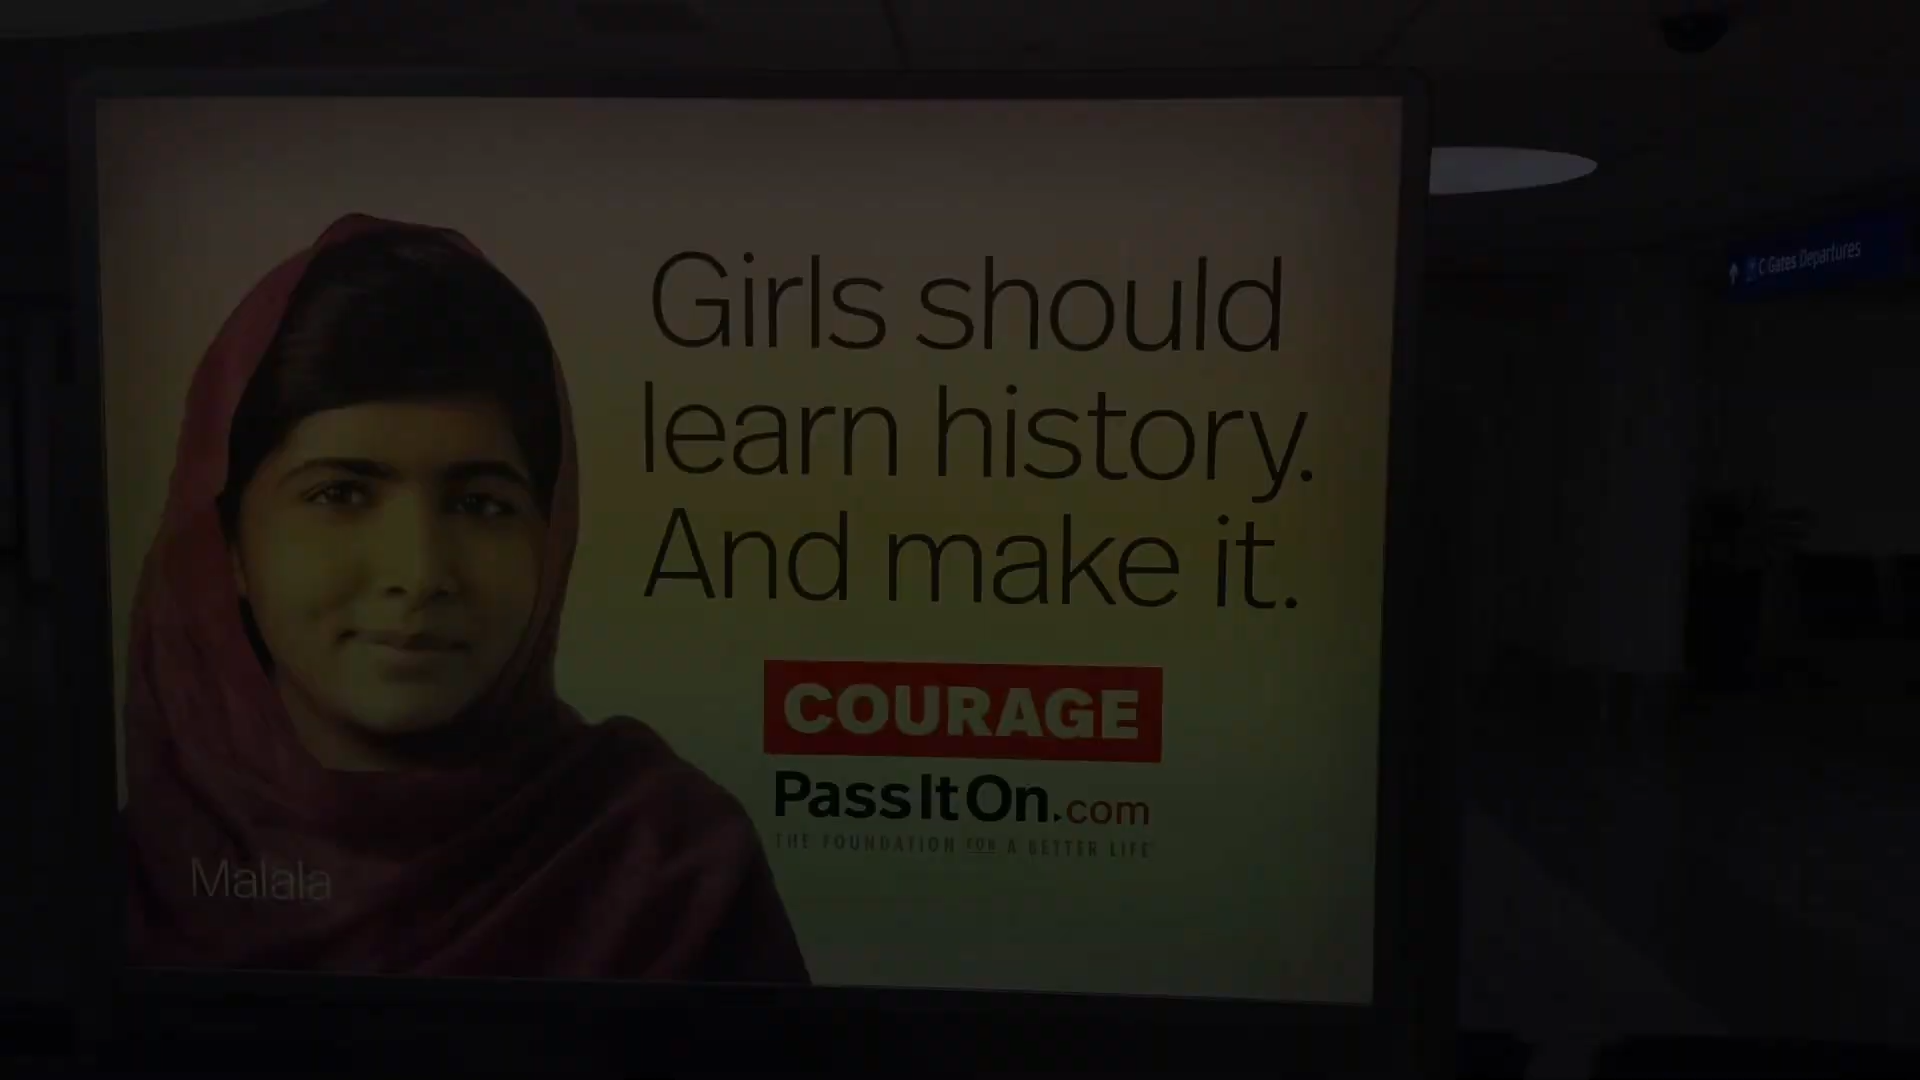 Girls should
learn history.
And make it.
COURAGE
PassItOn.com
THE FOUNDATION FOR A BETTER LIFE
Malala
C Gates Departures